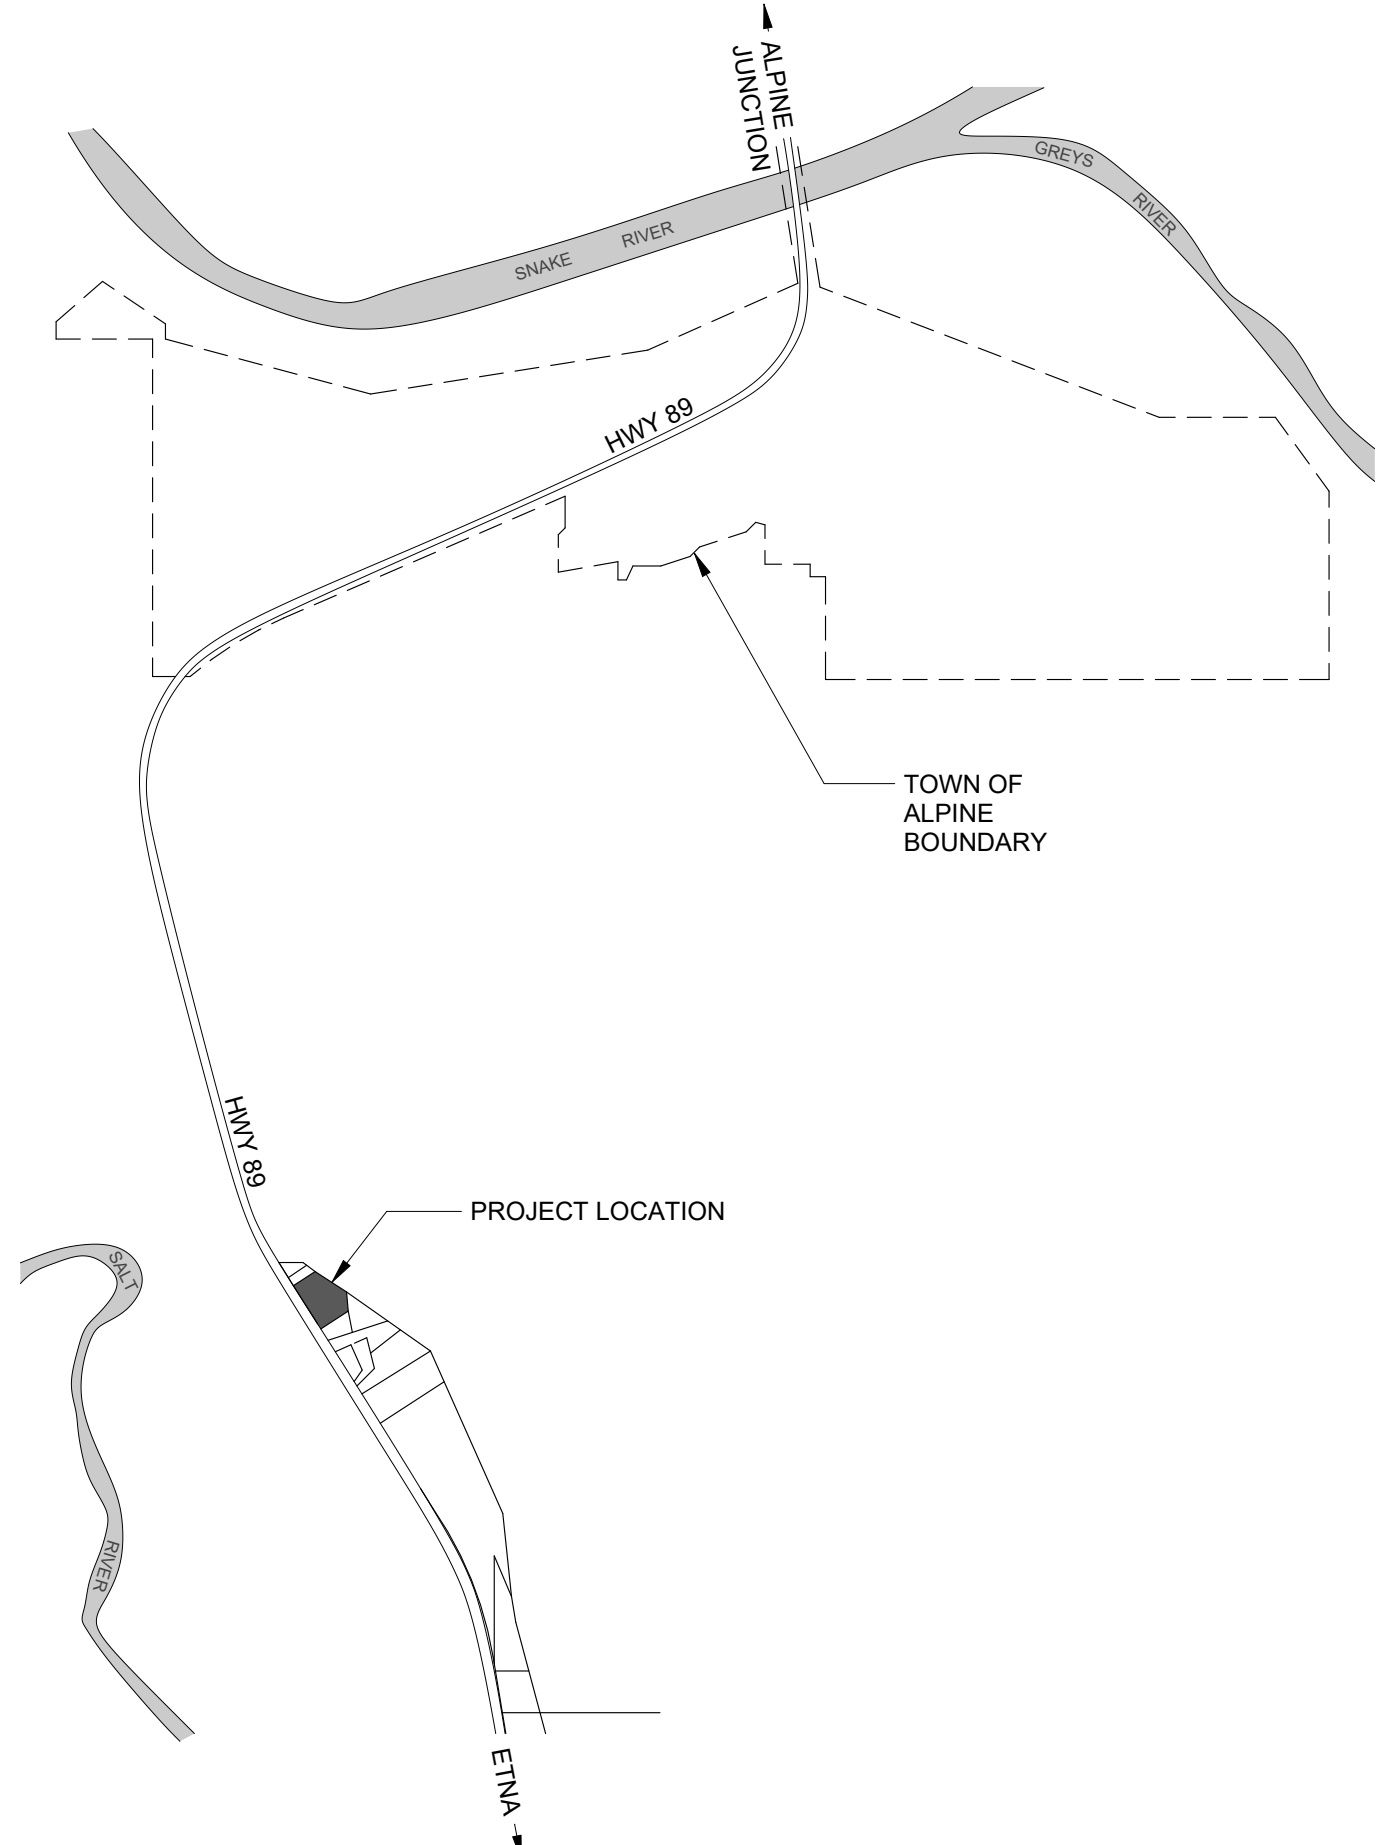 ALPINE
JUNCTION
GREYS
RIVER
SNAKE RIVER
HWY 89
TOWN OF
ALPINE
BOUNDARY
HWY 89
PROJECT LOCATION
SALT
RIVER
ETNA